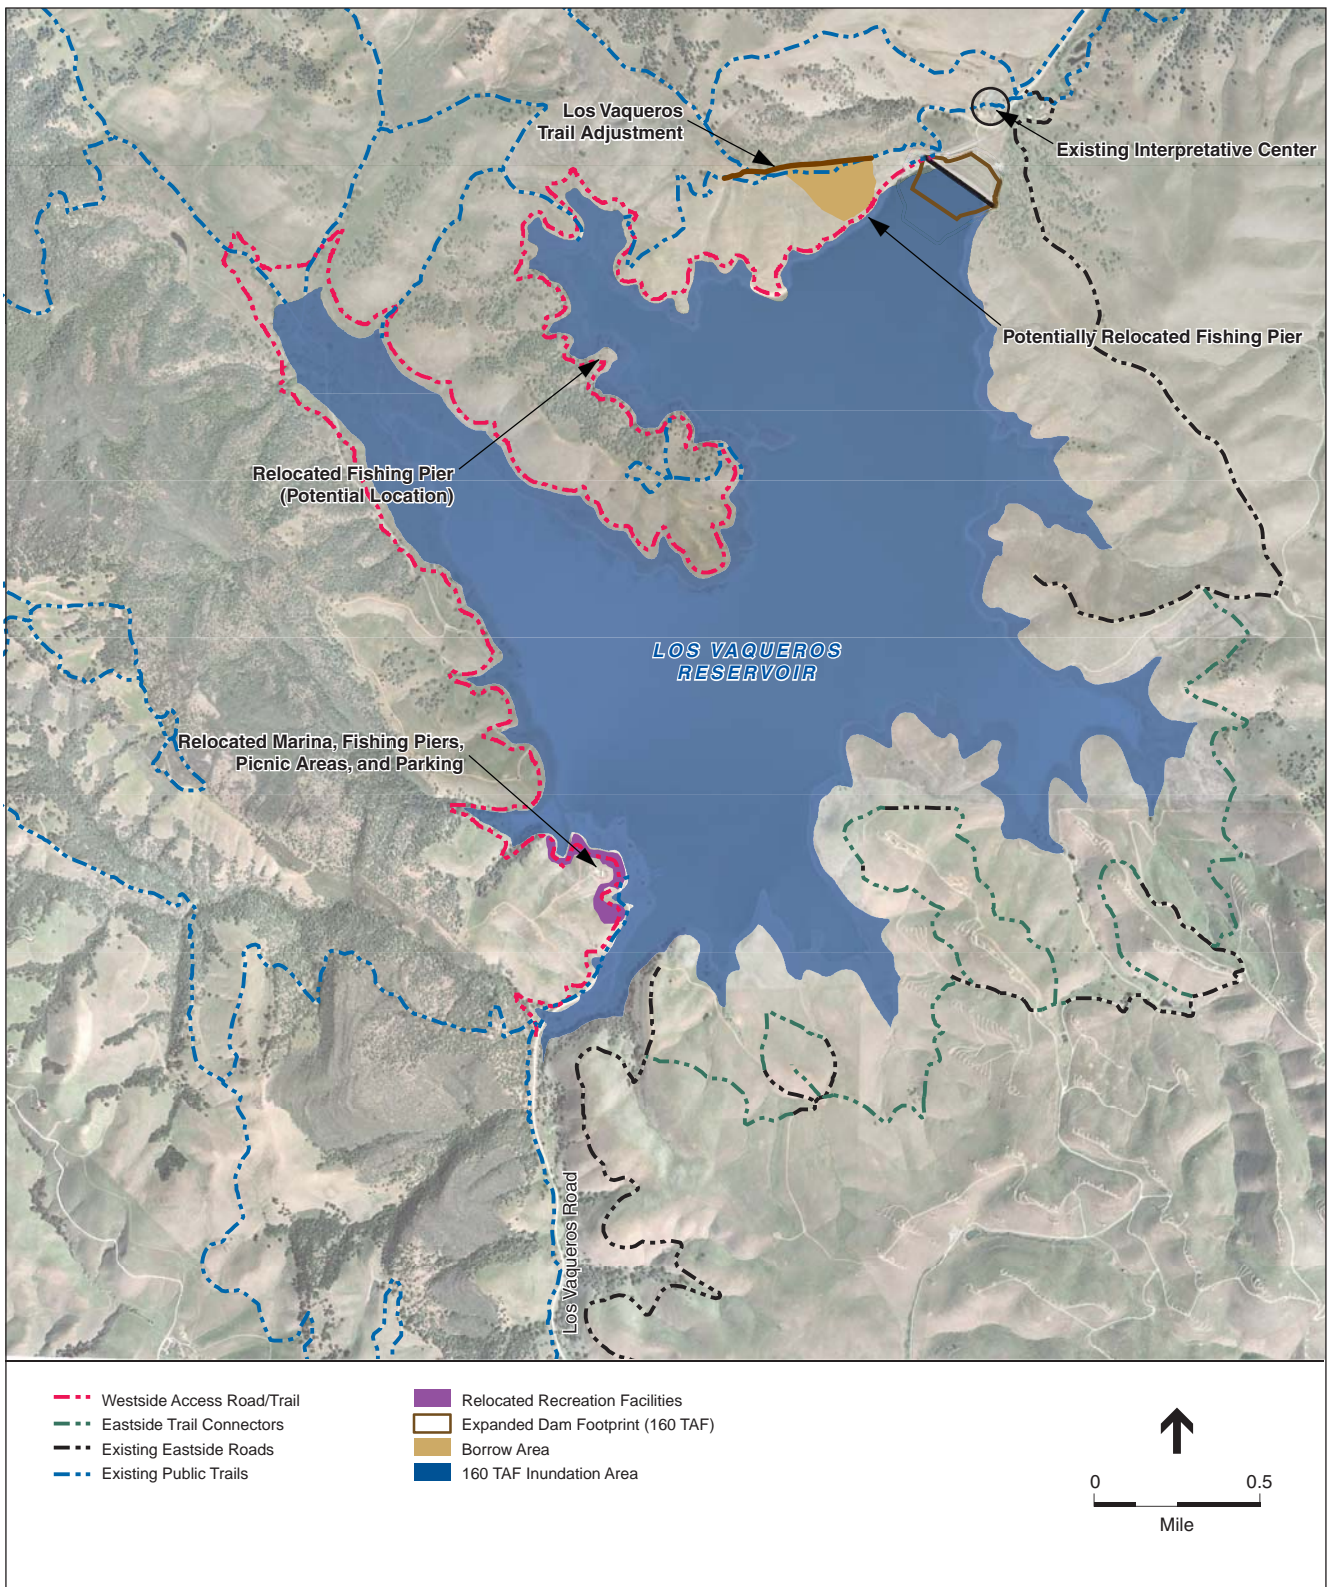 Los Vaqueros
Trail Adjustment
Existing Interpretative Center
Potentially Relocated Fishing Pier
Relocated Fishing Pier
(Potential Location)
LOS VAQUEROS
RESERVOIR
Relocated Marina, Fishing Piers,
Picnic Areas, and Parking
Los Vaqueros Road
Westside Access Road/Trail
Eastside Trail Connectors
Existing Eastside Roads
Existing Public Trails
Relocated Recreation Facilities
Expanded Dam Footprint (160 TAF)
Borrow Area
160 TAF Inundation Area
0 0.5
Mile